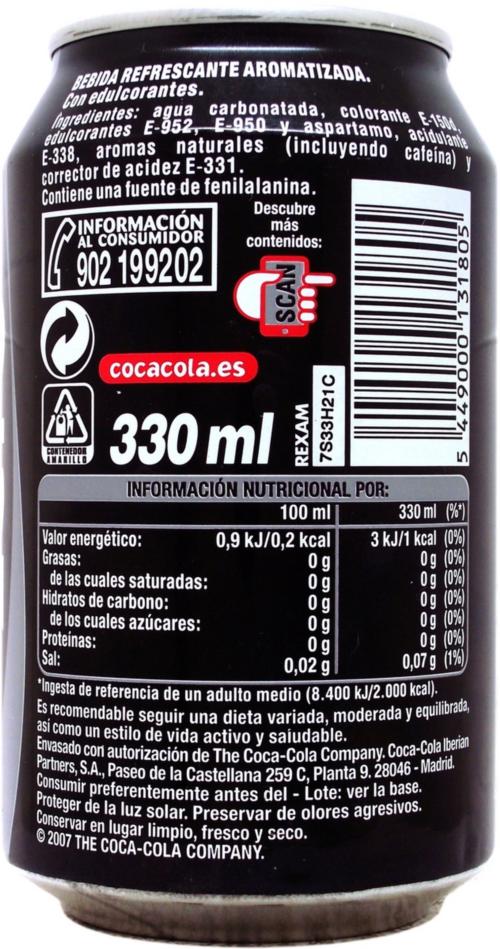 BEBIDA REFRESCANTE AROMATIZADA.
Con edulcorantes.
Ingredientes: agua carbonatada, colorante E-150d,
edulcorantes E-952, E-950 y aspartamo, acidulante
E-338, aromas naturales (incluyendo cafeína) y
corrector de acidez E-331.
Contiene una fuente de fenilalanina.
INFORMACIÓN
AL CONSUMIDOR
902 199202
Descubre
más
contenidos:
SCAN
cocacola.es
CONTENEDOR
AMARILLO
330 ml
REXAM
7S33H21C
5 449000 131805
INFORMACIÓN NUTRICIONAL POR:
100 ml 330 ml (%*)
Valor energético: 0,9 kJ/0,2 kcal 3 kJ/1 kcal (0%)
Grasas: 0 g 0 g (0%)
de las cuales saturadas: 0 g 0 g (0%)
Hidratos de carbono: 0 g 0 g (0%)
de los cuales azúcares: 0 g 0 g (0%)
Proteínas: 0 g 0 g (0%)
Sal: 0,02 g 0,07 g (1%)
*Ingesta de referencia de un adulto medio (8.400 kJ/2.000 kcal).
Es recomendable seguir una dieta variada, moderada y equilibrada,
así como un estilo de vida activo y saludable.
Envasado con autorización de The Coca-Cola Company. Coca-Cola Iberian
Partners, S.A., Paseo de la Castellana 259 C, Planta 9. 28046 - Madrid.
Consumir preferentemente antes del - Lote: ver la base.
Proteger de la luz solar. Preservar de olores agresivos.
Conservar en lugar limpio, fresco y seco.
© 2007 THE COCA-COLA COMPANY.